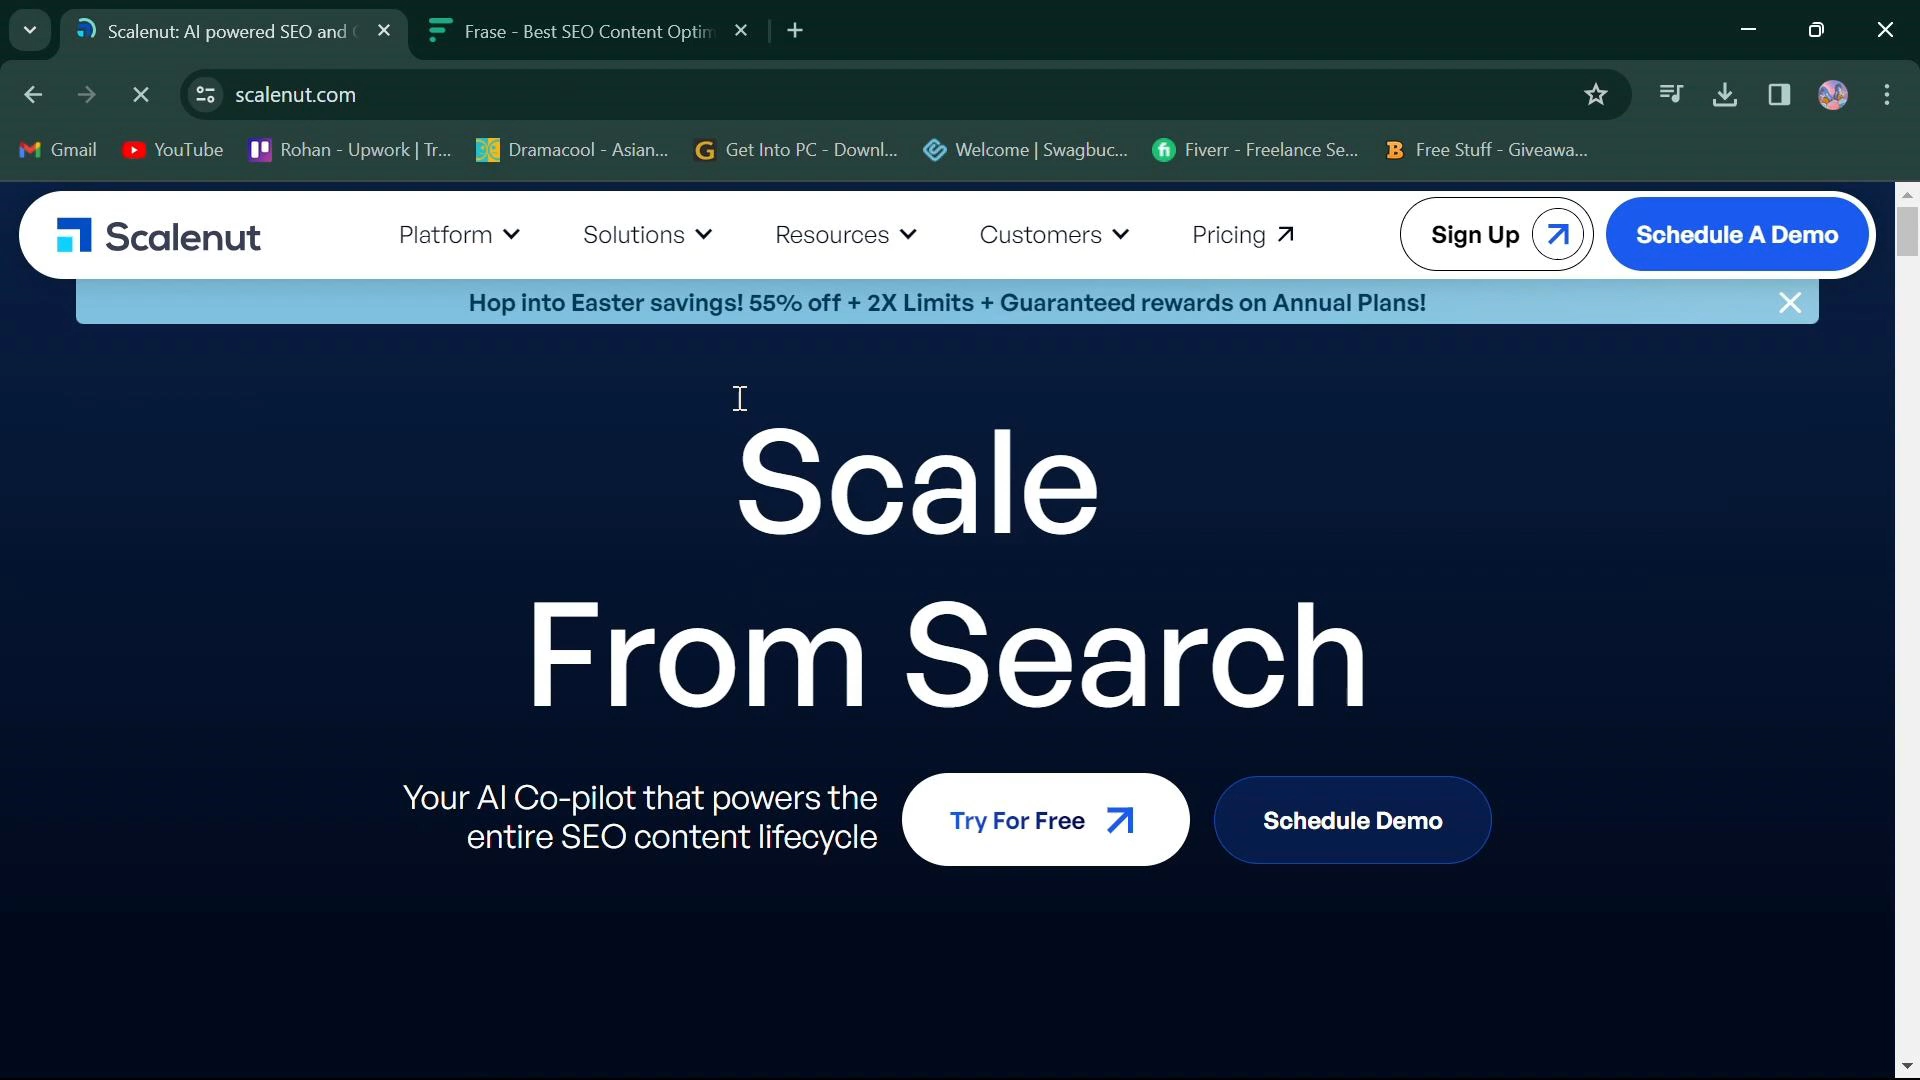 Scalenut: AI powered SEO and
Frase - Best SEO Content Optim
scalenut.com
Gmail
YouTube
Rohan - Upwork | Tr...
Dramacool - Asian...
Get Into PC - Downl...
Welcome | Swagbuc...
Fiverr - Freelance Se...
Free Stuff - Giveawa...
Scalenut
Platform
Solutions
Resources
Customers
Pricing
Sign Up
Schedule A Demo
Hop into Easter savings! 55% off + 2X Limits + Guaranteed rewards on Annual Plans!
Scale
From Search
Your AI Co-pilot that powers the
entire SEO content lifecycle
Try For Free
Schedule Demo